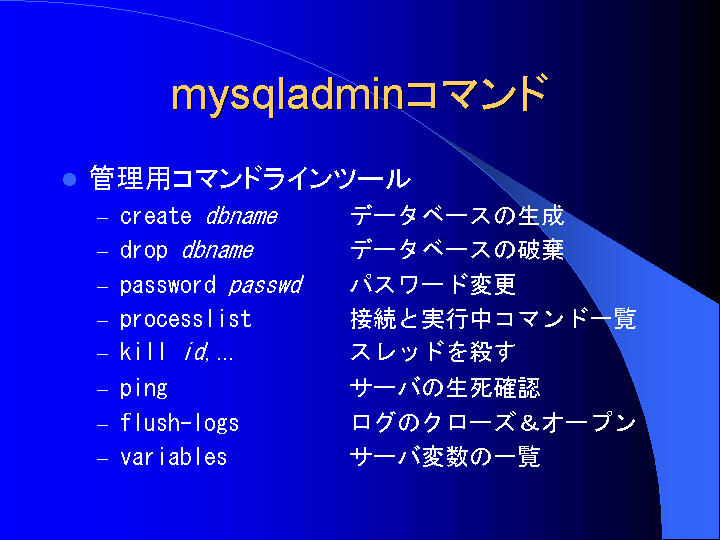 mysqladminコマンド
管理用コマンドラインツール
– create dbname データベースの生成
– drop dbname データベースの破棄
– password passwd パスワード変更
– processlist 接続と実行中コマンド一覧
– kill id,... スレッドを殺す
– ping サーバの生死確認
– flush-logs ログのクローズ＆オープン
– variables サーバ変数の一覧